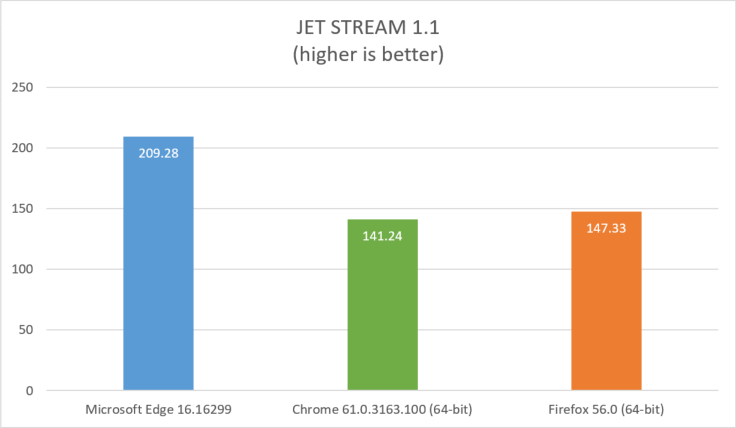 JET STREAM 1.1
(higher is better)
250
200
150
100
50
0
209.28
141.24
147.33
Microsoft Edge 16.16299
Chrome 61.0.3163.100 (64-bit)
Firefox 56.0 (64-bit)